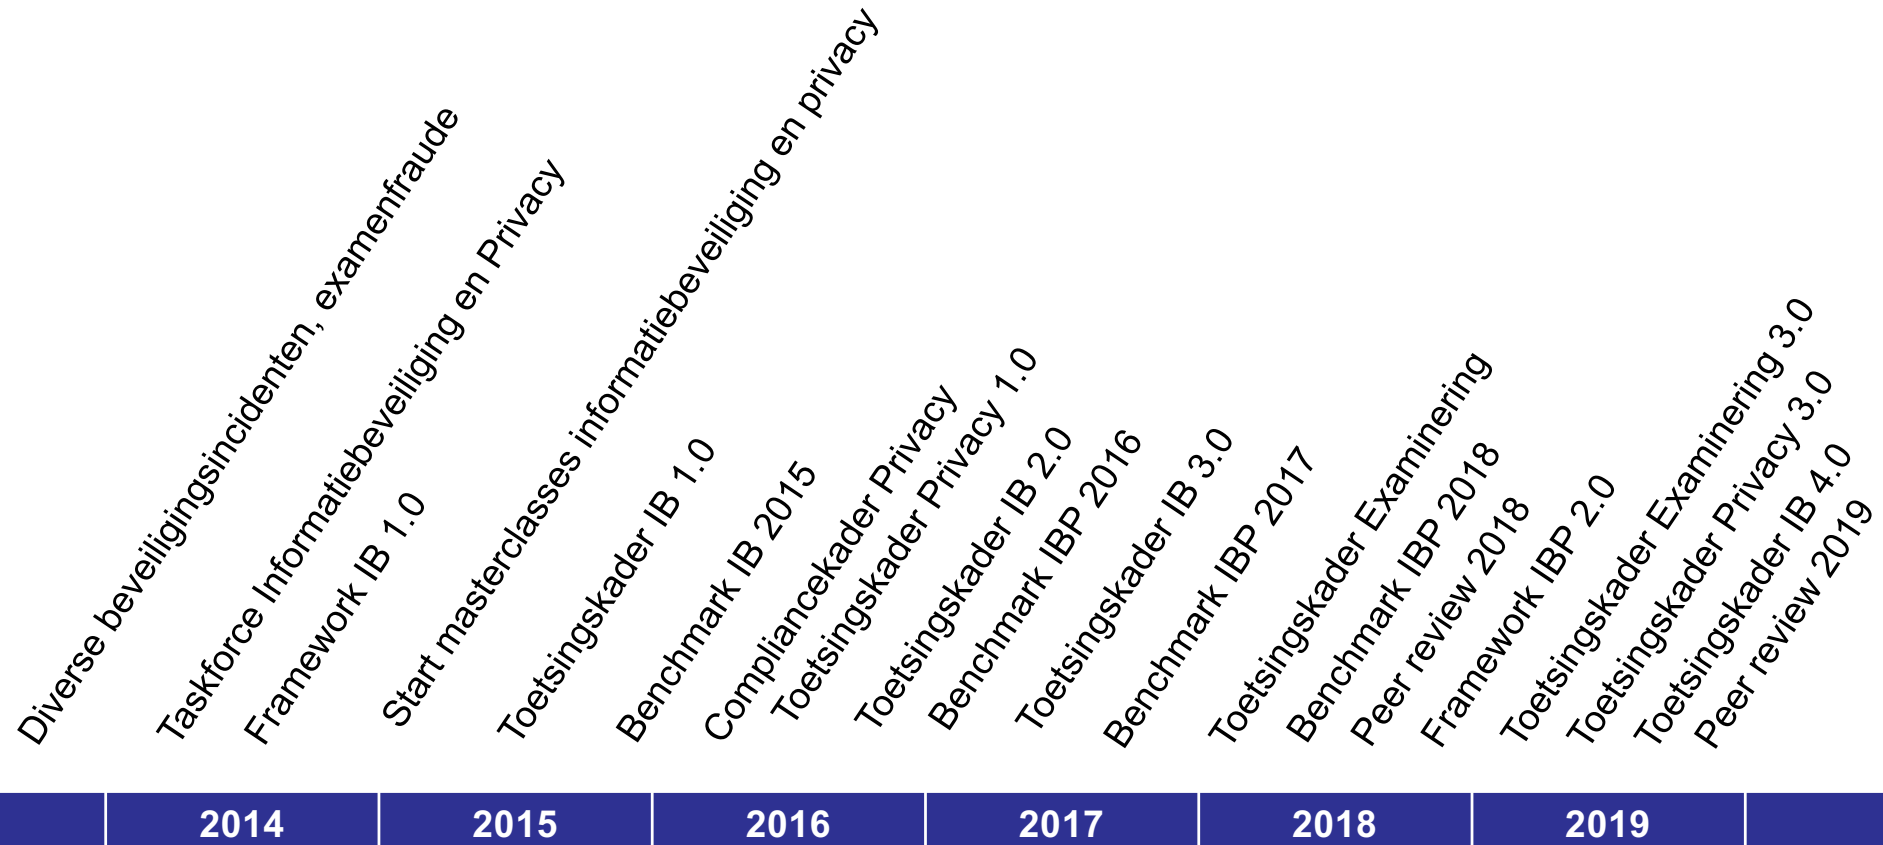 Diverse beveiligingsincidenten, examenfraude
Taskforce Informatiebeveiliging en Privacy
Framework IB 1.0
Start masterclasses informatiebeveiliging en privacy
Toetsingskader IB 1.0
Benchmark IB 2015
Compliancekader Privacy
Toetsingskader Privacy 1.0
Toetsingskader IB 2.0
Benchmark IBP 2016
Toetsingskader IB 3.0
Benchmark IBP 2017
Toetsingskader Examinering
Benchmark IBP 2018
Peer review 2018
Framework IBP 2.0
Toetsingskader Examinering 3.0
Toetsingskader Privacy 3.0
Toetsingskader IB 4.0
Peer review 2019
2014 2015 2016 2017 2018 2019